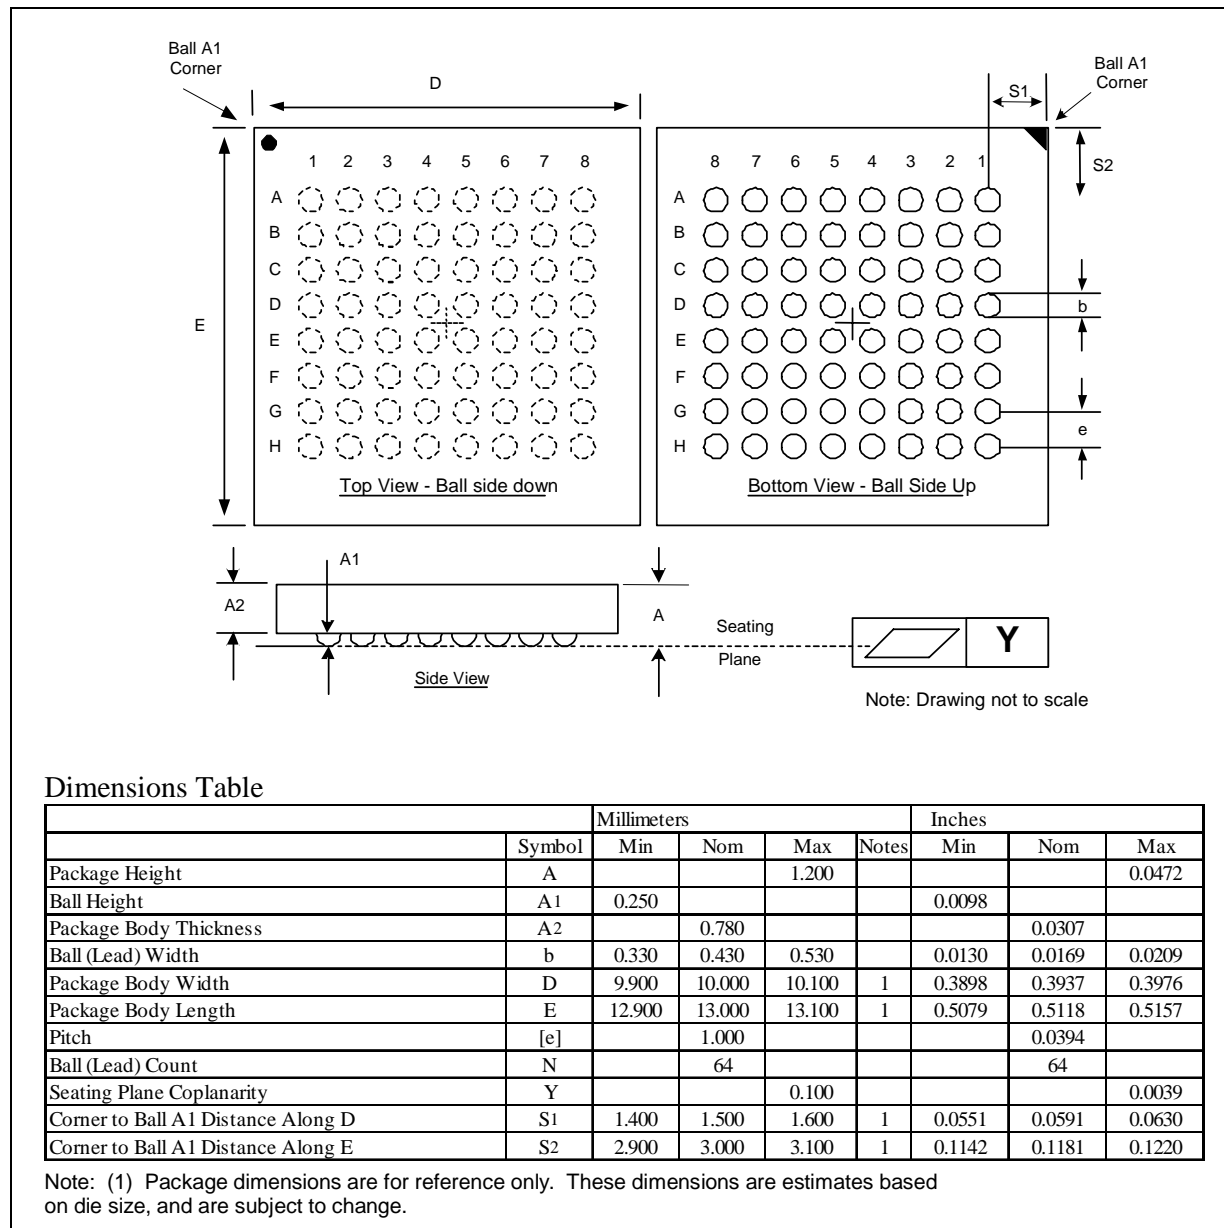 Ball A1
Corner
D
S1
Ball A1
Corner
S2
1 2 3 4 5 6 7 8
8 7 6 5 4 3 2 1
A
B
C
D
E
F
G
H
E
A
B
C
D
E
F
G
H
b
e
Top View - Ball side down
Bottom View - Ball Side Up
A1
A2
A
Seating
Plane
Y
Side View
Note: Drawing not to scale
Dimensions Table
Millimeters Inches
Symbol Min Nom Max Notes Min Nom Max
Package Height A 1.200 0.0472
Ball Height A1 0.250 0.0098
Package Body Thickness A2 0.780 0.0307
Ball (Lead) Width b 0.330 0.430 0.530 0.0130 0.0169 0.0209
Package Body Width D 9.900 10.000 10.100 1 0.3898 0.3937 0.3976
Package Body Length E 12.900 13.000 13.100 1 0.5079 0.5118 0.5157
Pitch [e] 1.000 0.0394
Ball (Lead) Count N 64 64
Seating Plane Coplanarity Y 0.100 0.0039
Corner to Ball A1 Distance Along D S1 1.400 1.500 1.600 1 0.0551 0.0591 0.0630
Corner to Ball A1 Distance Along E S2 2.900 3.000 3.100 1 0.1142 0.1181 0.1220
Note: (1) Package dimensions are for reference only. These dimensions are estimates based
on die size, and are subject to change.